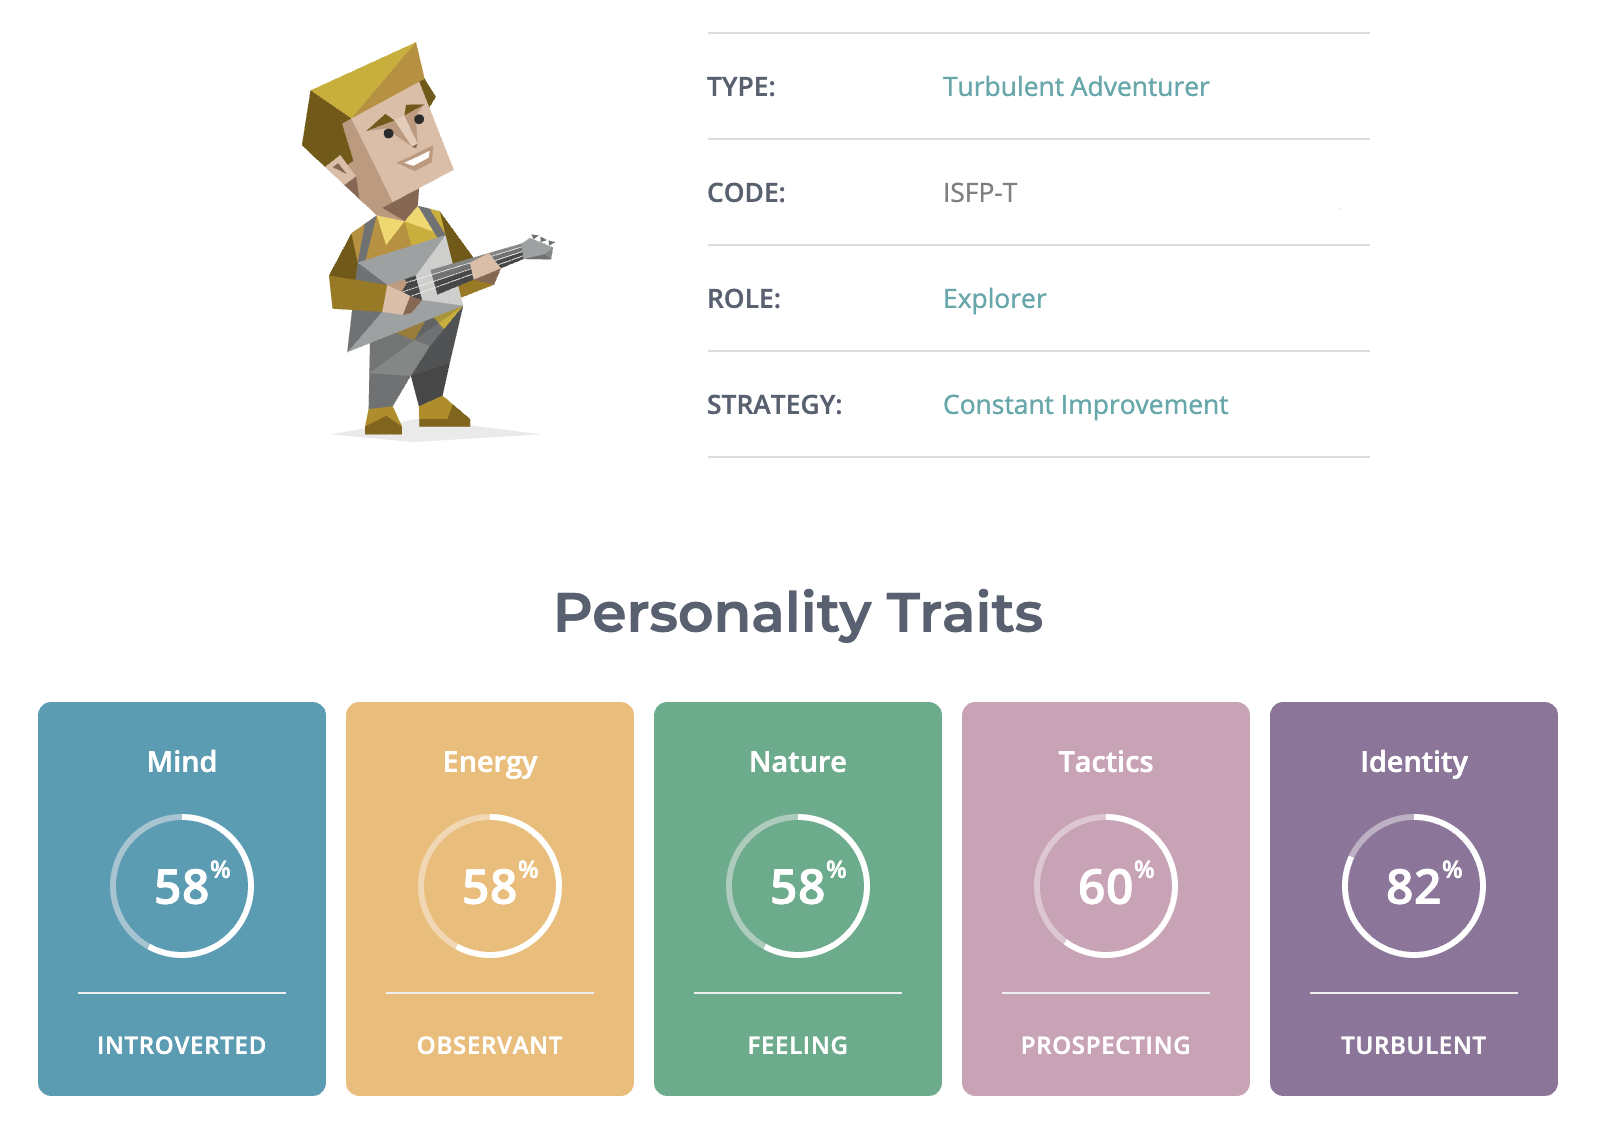 TYPE: Turbulent Adventurer
CODE: ISFP-T
ROLE: Explorer
STRATEGY: Constant Improvement
Personality Traits
Mind
58%
INTROVERTED
Energy
58%
OBSERVANT
Nature
58%
FEELING
Tactics
60%
PROSPECTING
Identity
82%
TURBULENT